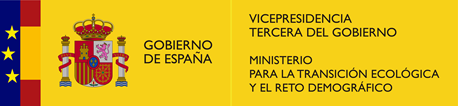 GOBIERNO
DE ESPAÑA
VICEPRESIDENCIA
TERCERA DEL GOBIERNO
MINISTERIO
PARA LA TRANSICIÓN ECOLÓGICA
Y EL RETO DEMOGRÁFICO